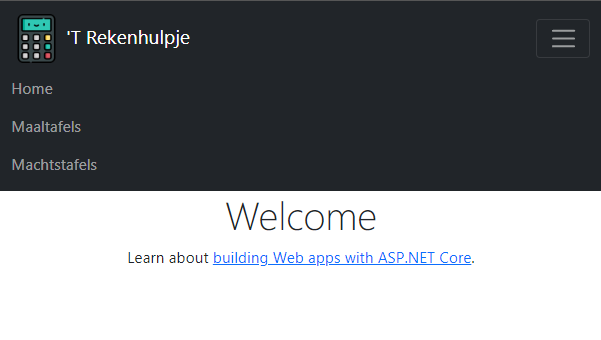 'T Rekenhulpje
Home
Maaltafels
Machtstafels
Welcome
Learn about building Web apps with ASP.NET Core.